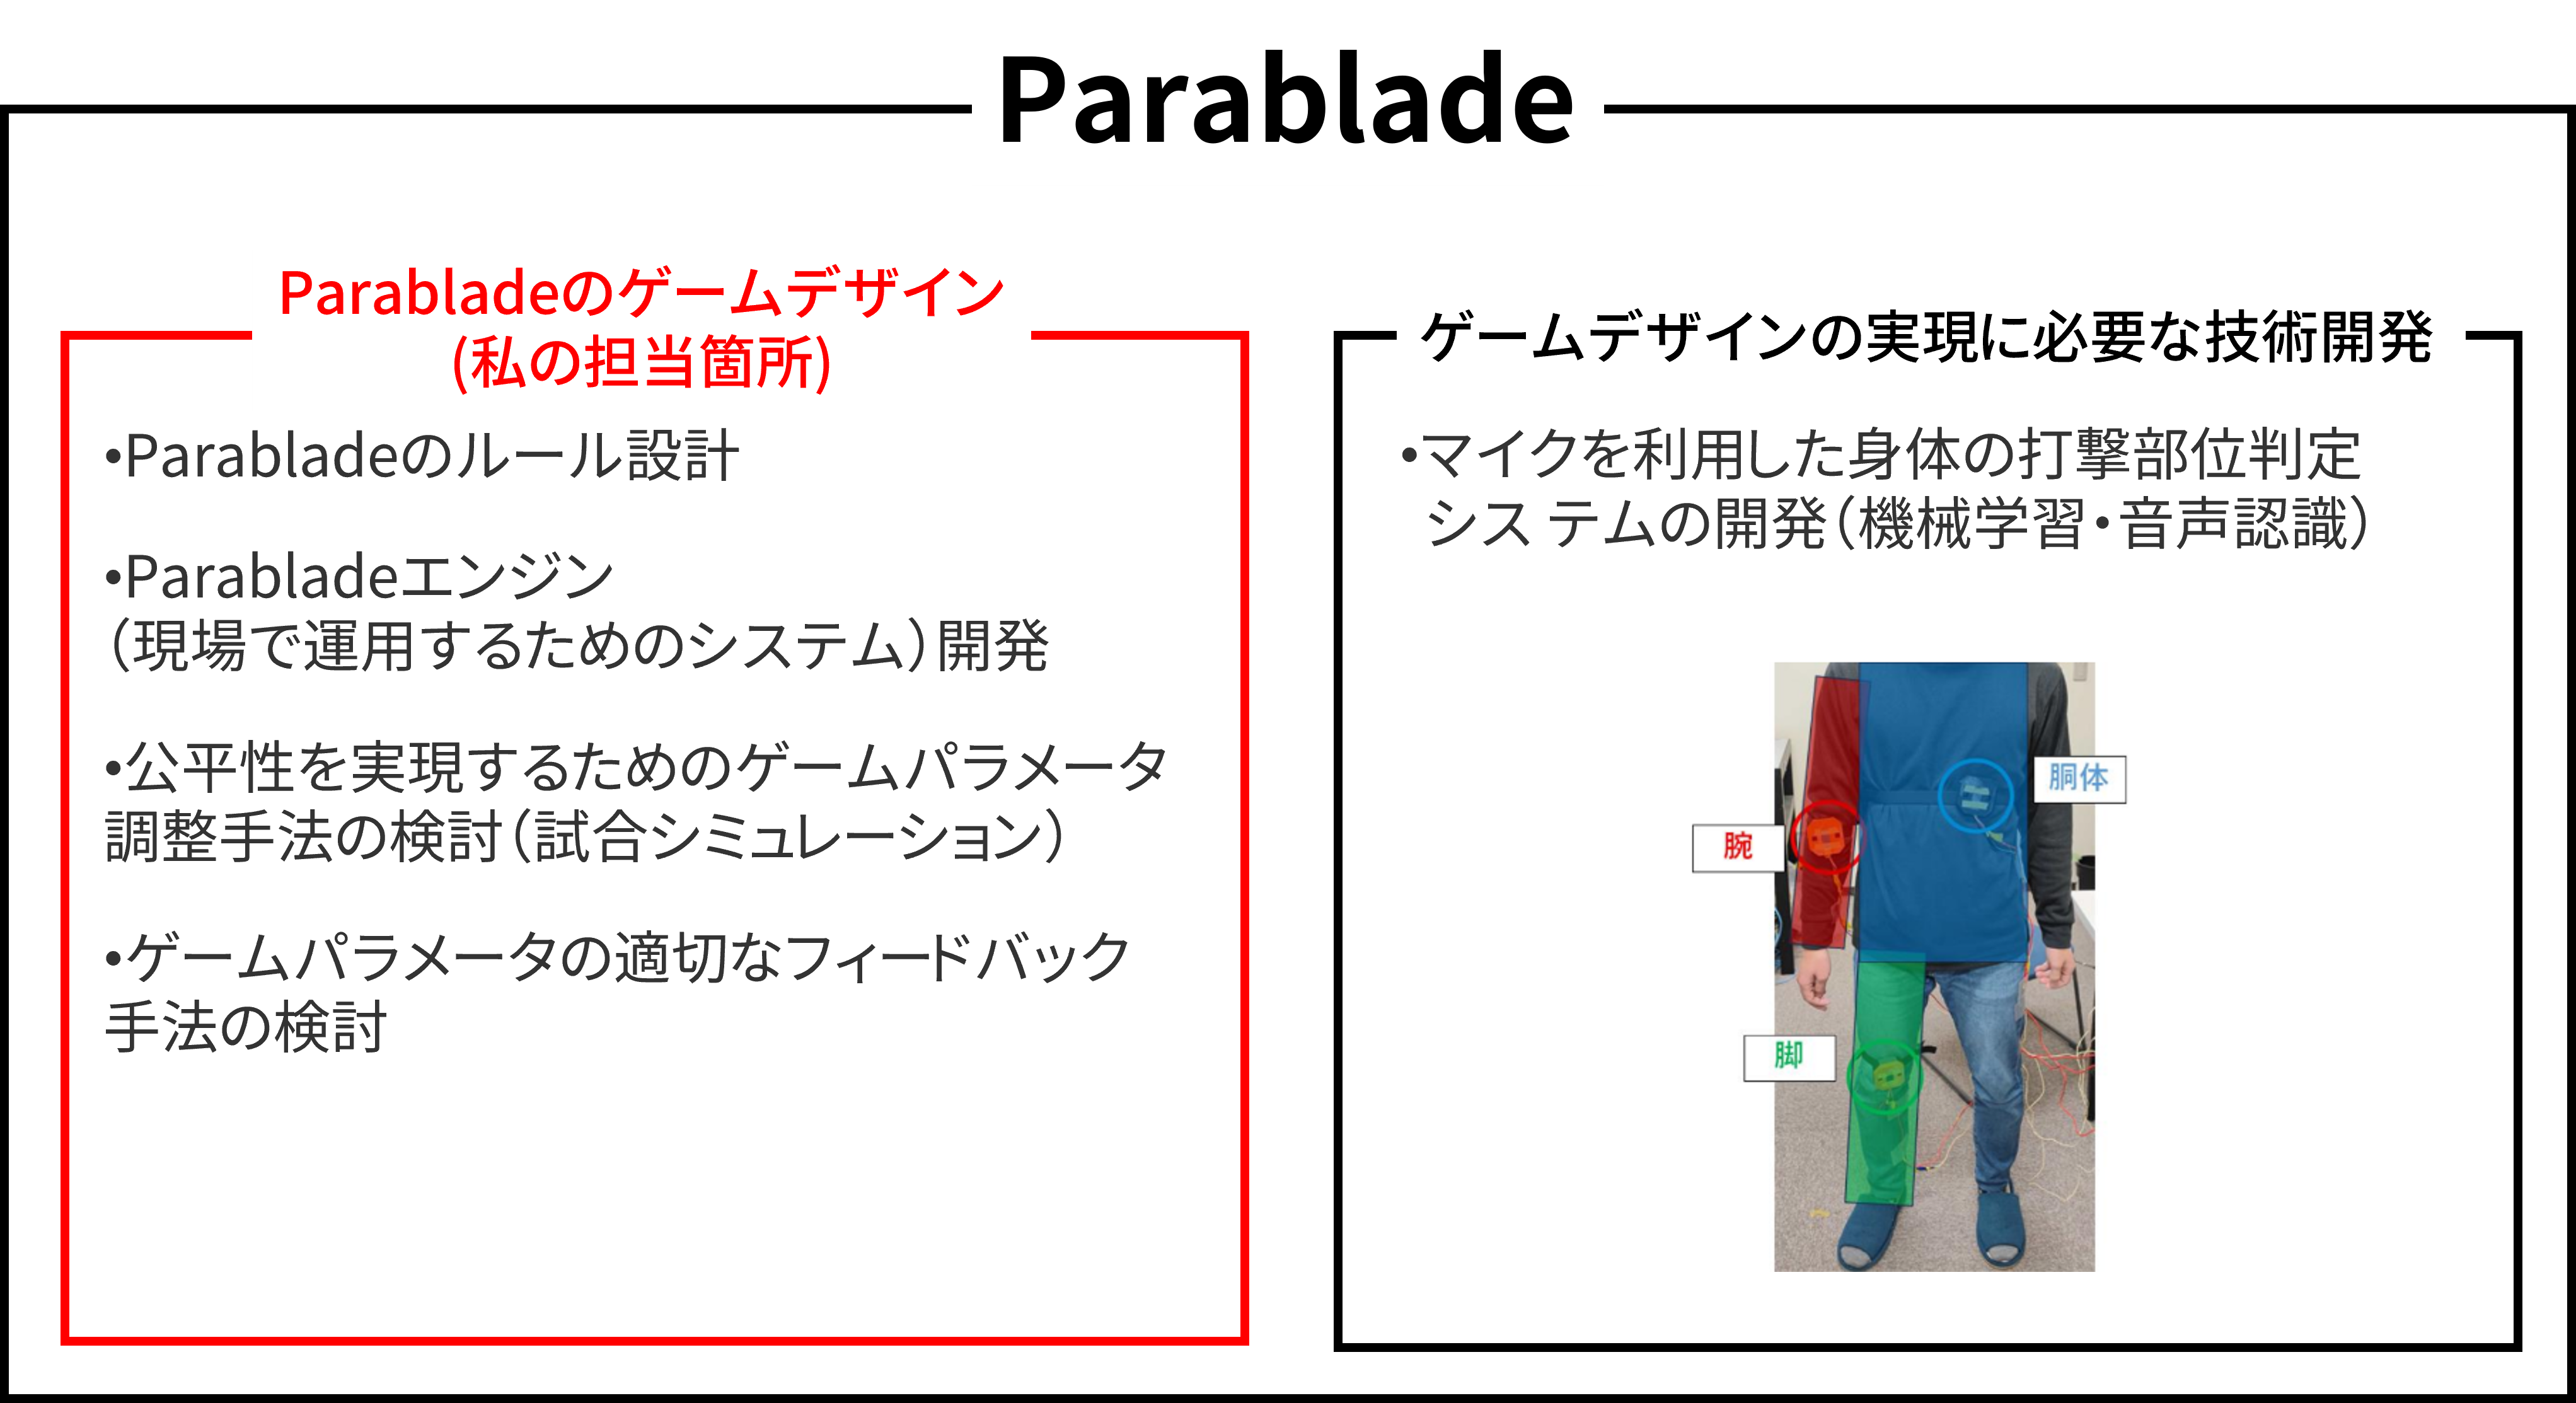 Parablade
Parabladeのゲームデザイン
(私の担当箇所)
•Parabladeのルール設計
•Parabladeエンジン
（現場で運用するためのシステム）開発
•公平性を実現するためのゲームパラメータ
調整手法の検討（試合シミュレーション）
•ゲームパラメータの適切なフィードバック
手法の検討
ゲームデザインの実現に必要な技術開発
•マイクを利用した身体の打撃部位判定
シス テムの開発（機械学習・音声認識）
胴体
腕
脚